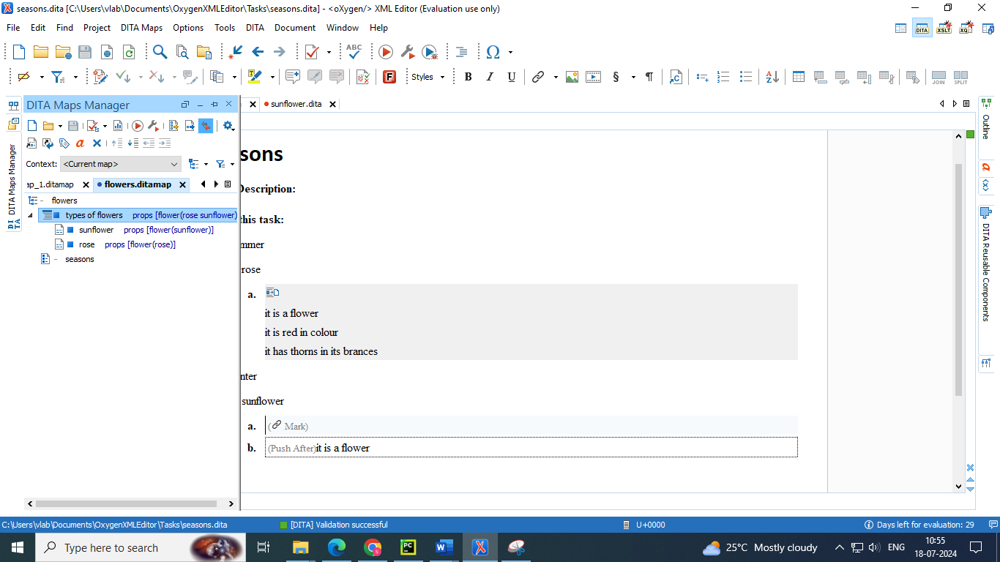 seasons.dita [C:\Users\vlab\Documents\OxygenXMLEditor\Tasks\seasons.dita] - <oXygen/> XML Editor (Evaluation use only)
File Edit Find Project DITA Maps Options Tools DITA Document Window Help
DITA XSLT XQ
ABC
Styles B I U § ¶ JOIN SPLIT
DITA Maps Manager
sunflower.dita
Context: <Current map>
ap_1.ditamap flowers.ditamap
flowers
types of flowers props [flower(rose sunflower)
sunflower props [flower(sunflower)]
rose props [flower(rose)]
seasons
DITA Maps Manager
sons
Description:
this task:
mmer
rose
a.
it is a flower
it is red in colour
it has thorns in its brances
nter
sunflower
a. (Mark)
b. (Push After)it is a flower
Outline
DITA Reusable Components
C:\Users\vlab\Documents\OxygenXMLEditor\Tasks\seasons.dita [DITA] Validation successful U+0000 Days left for evaluation: 29
Type here to search 25°C Mostly cloudy ENG 10:55
18-07-2024